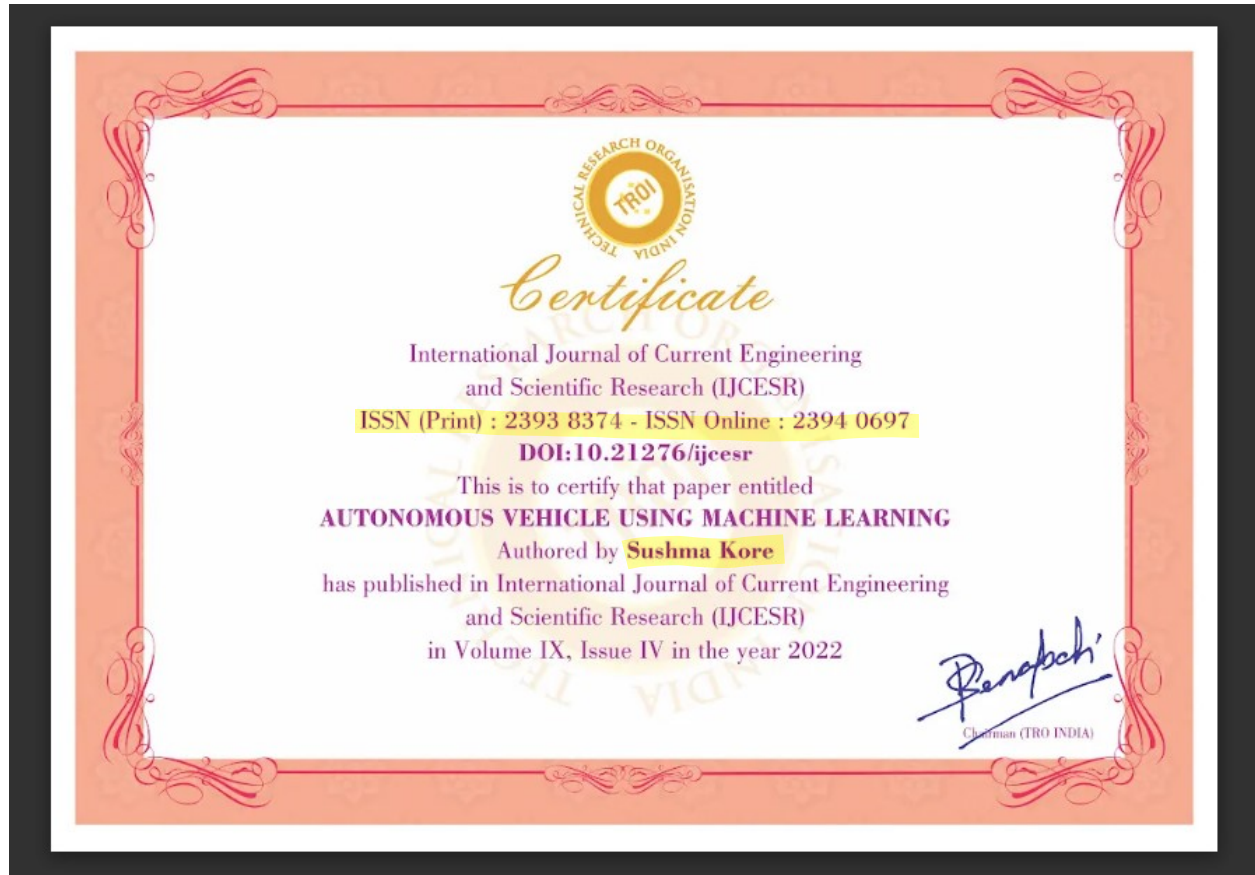 TECHNICAL RESEARCH ORGANISATION INDIA
TROI
Certificate
International Journal of Current Engineering
and Scientific Research (IJCESR)
ISSN (Print) : 2393 8374 - ISSN Online : 2394 0697
DOI:10.21276/ijcesr
This is to certify that paper entitled
AUTONOMOUS VEHICLE USING MACHINE LEARNING
Authored by Sushma Kore
has published in International Journal of Current Engineering
and Scientific Research (IJCESR)
in Volume IX, Issue IV in the year 2022
Chairman (TRO INDIA)